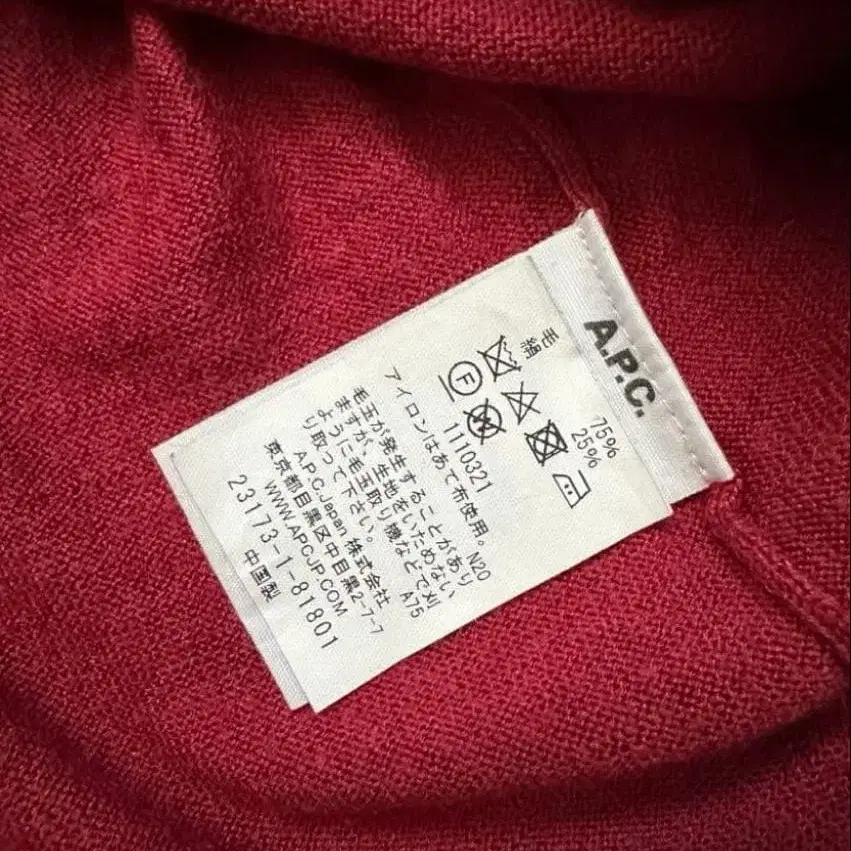 A.P.C.
毛 75%
絹 25%
F W
1110321
アイロンはあて布使用。 N20
毛玉が発生することがあり
ますが、生地をいためない
ように毛玉取り機などで刈
り取って下さい。 A75
A.P.C.Japan 株式会社
東京都目黒区中目黒2-7-7
WWW.APCJP.COM
23173-1-81801
中国製